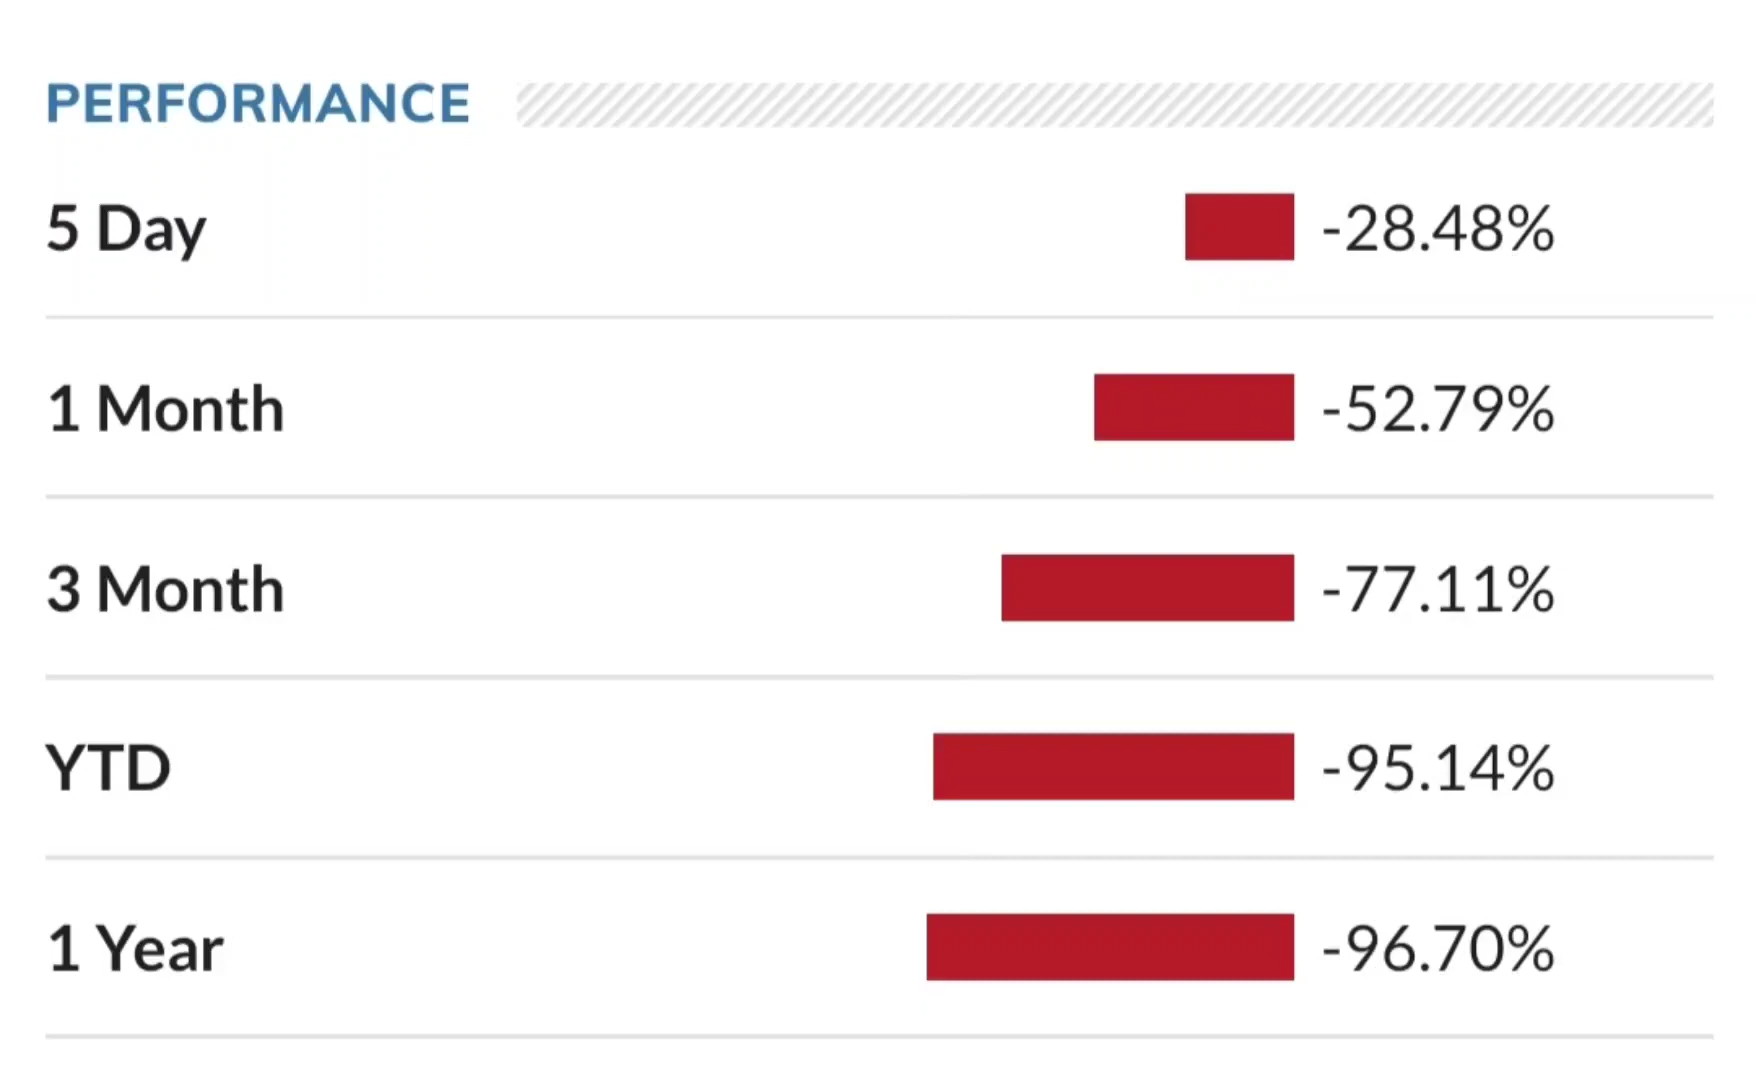 PERFORMANCE
5 Day -28.48%
1 Month -52.79%
3 Month -77.11%
YTD -95.14%
1 Year -96.70%